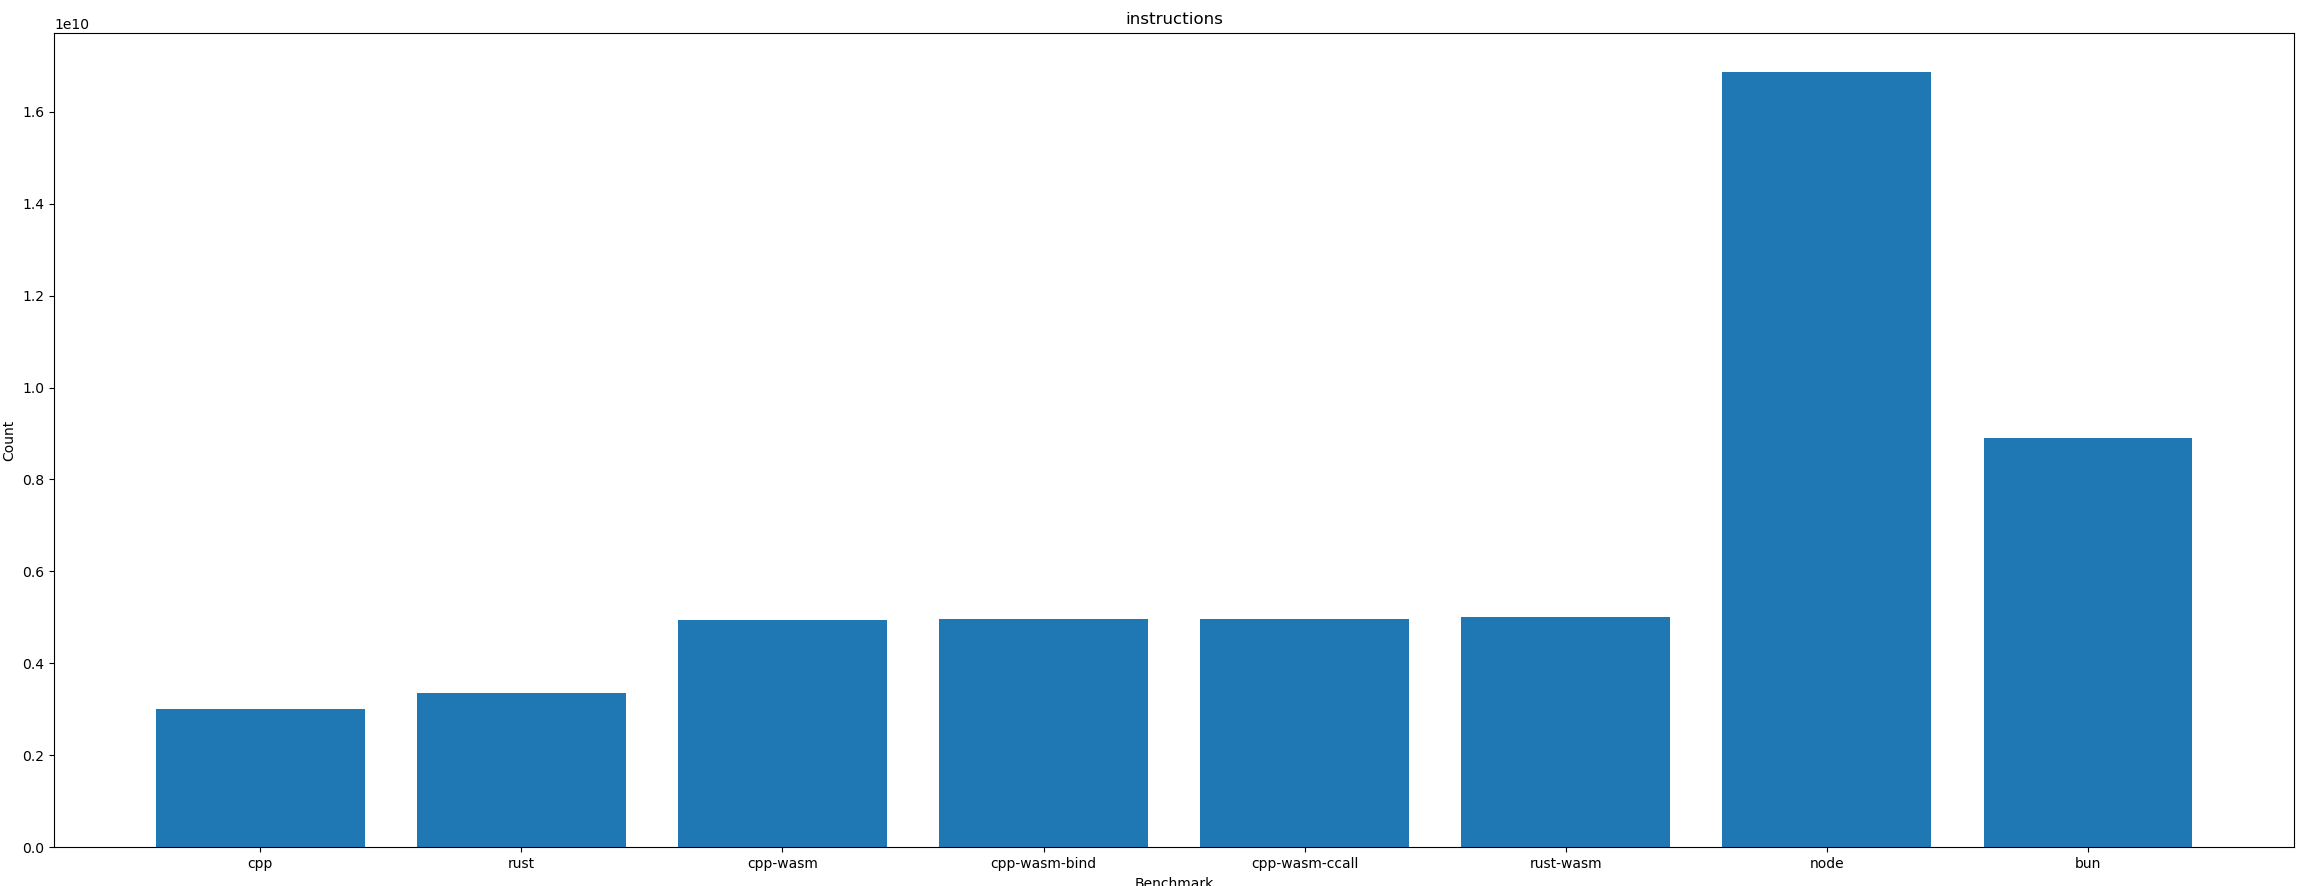 instructions
1e10
1.6
1.4
1.2
1.0
0.8
0.6
0.4
0.2
0.0
Count
cpp rust cpp-wasm cpp-wasm-bind cpp-wasm-ccall rust-wasm node bun
Benchmark